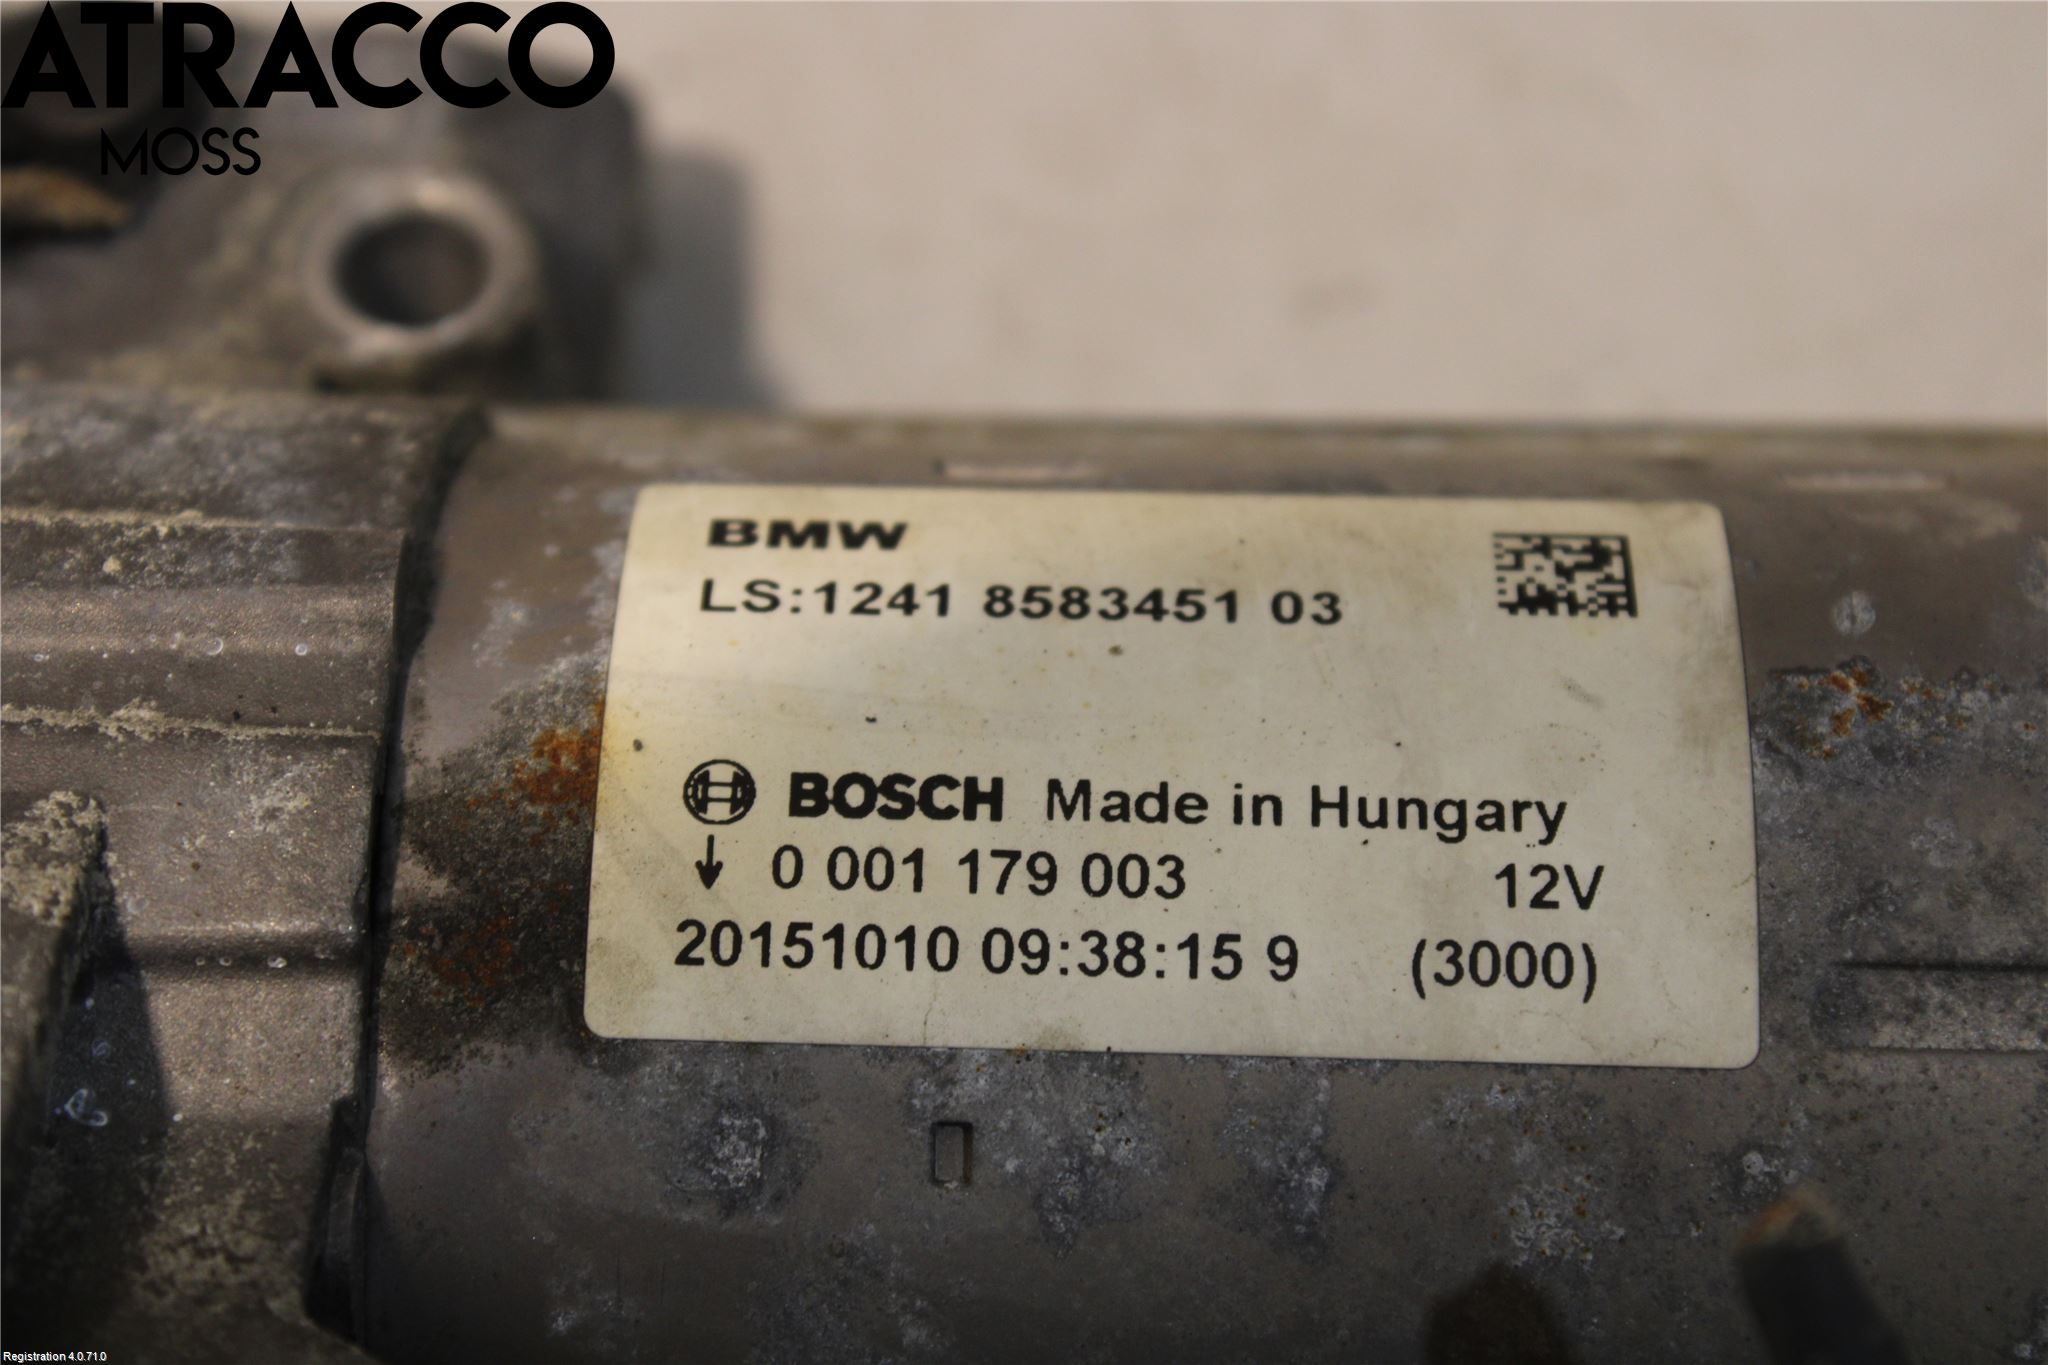 ATRACCO
MOSS
BMW
LS:1241 8583451 03
BOSCH Made in Hungary
↓ 0 001 179 003 12V
20151010 09:38:15 9 (3000)
Registration 4.0.71.0